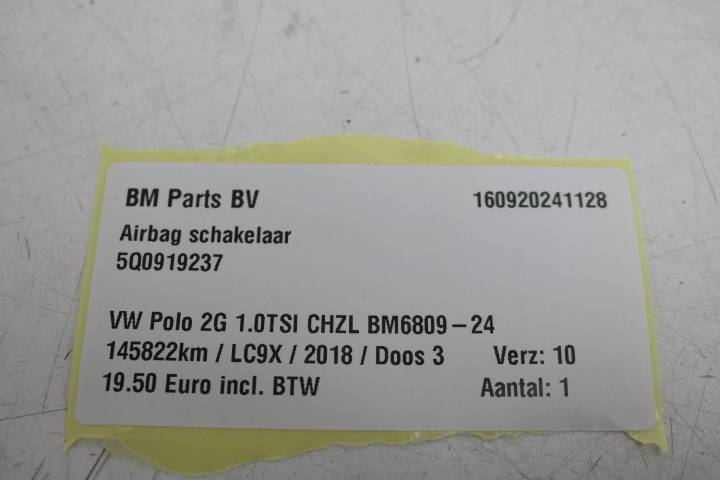 BM Parts BV 160920241128
Airbag schakelaar
5Q0919237
VW Polo 2G 1.0TSI CHZL BM6809-24
145822km / LC9X / 2018 / Doos 3 Verz: 10
19.50 Euro incl. BTW Aantal: 1